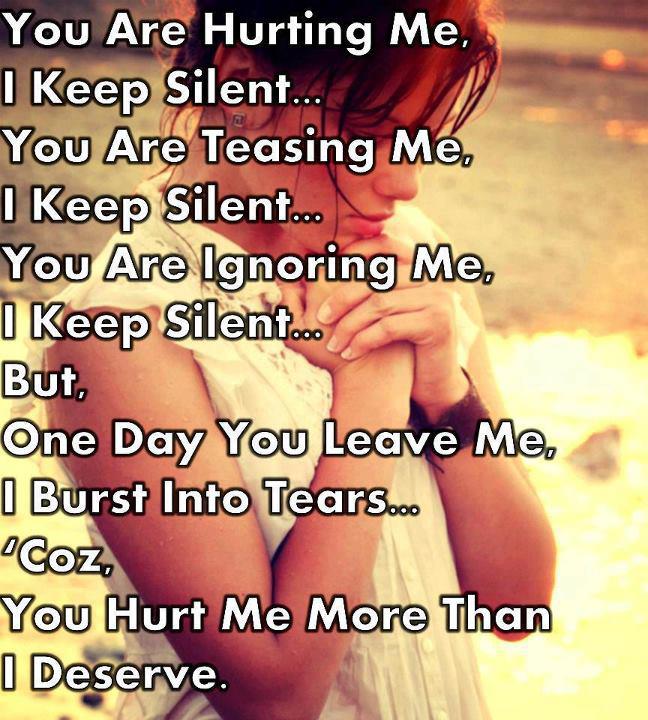 You Are Hurting Me,
I Keep Silent...
You Are Teasing Me,
I Keep Silent...
You Are Ignoring Me,
I Keep Silent...
But,
One Day You Leave Me,
I Burst Into Tears...
‘Coz,
You Hurt Me More Than
I Deserve.